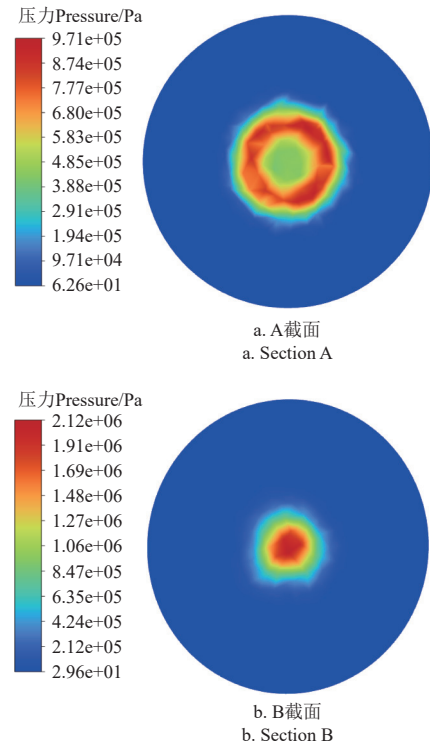 压力Pressure/Pa
9.71e+05
8.74e+05
7.77e+05
6.80e+05
5.83e+05
4.85e+05
3.88e+05
2.91e+05
1.94e+05
9.71e+04
6.26e+01
a. A截面
a. Section A
压力Pressure/Pa
2.12e+06
1.91e+06
1.69e+06
1.48e+06
1.27e+06
1.06e+06
8.47e+05
6.35e+05
4.24e+05
2.12e+05
2.96e+01
b. B截面
b. Section B